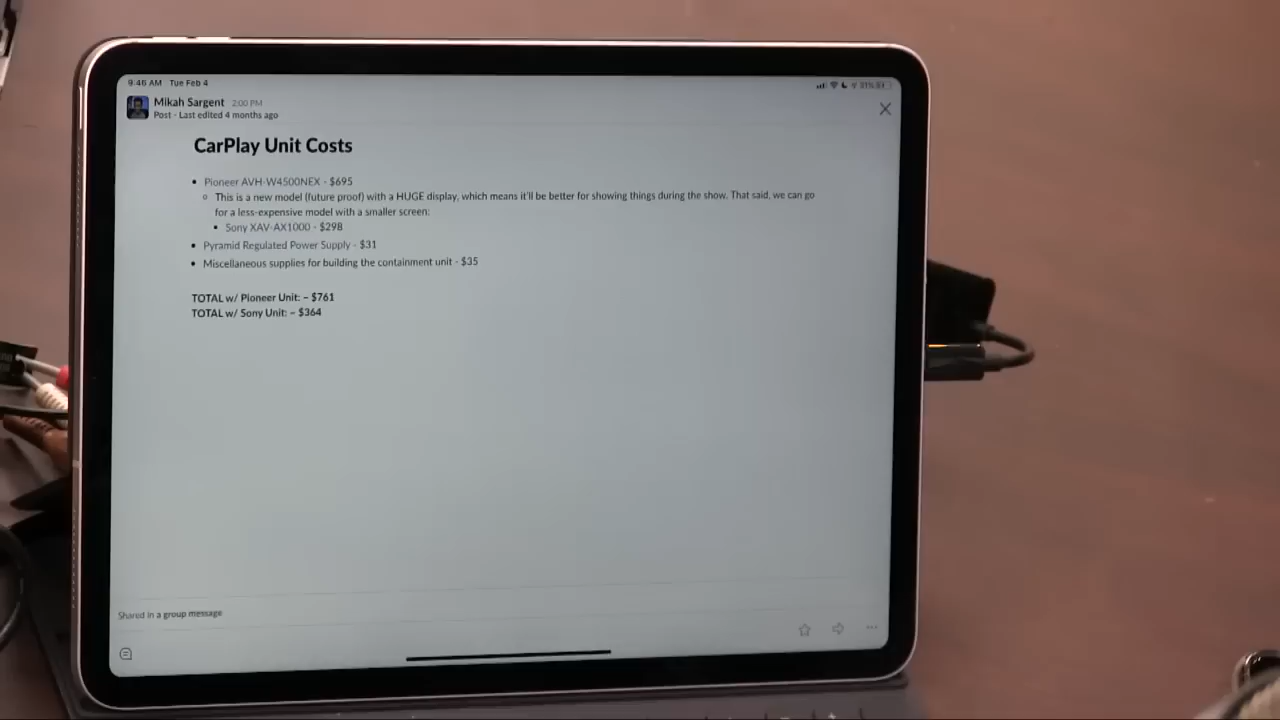 9:46 AM Tue Feb 4
Mikah Sargent 2:00 PM
Post - Last edited 4 months ago
CarPlay Unit Costs
• Pioneer AVH-W4500NEX - $695
○ This is a new model (future proof) with a HUGE display, which means it'll be better for showing things during the show. That said, we can go
for a less-expensive model with a smaller screen:
▪ Sony XAV-AX1000 - $298
• Pyramid Regulated Power Supply - $31
• Miscellaneous supplies for building the containment unit - $35
TOTAL w/ Pioneer Unit: ~ $761
TOTAL w/ Sony Unit: ~ $364
Shared in a group message